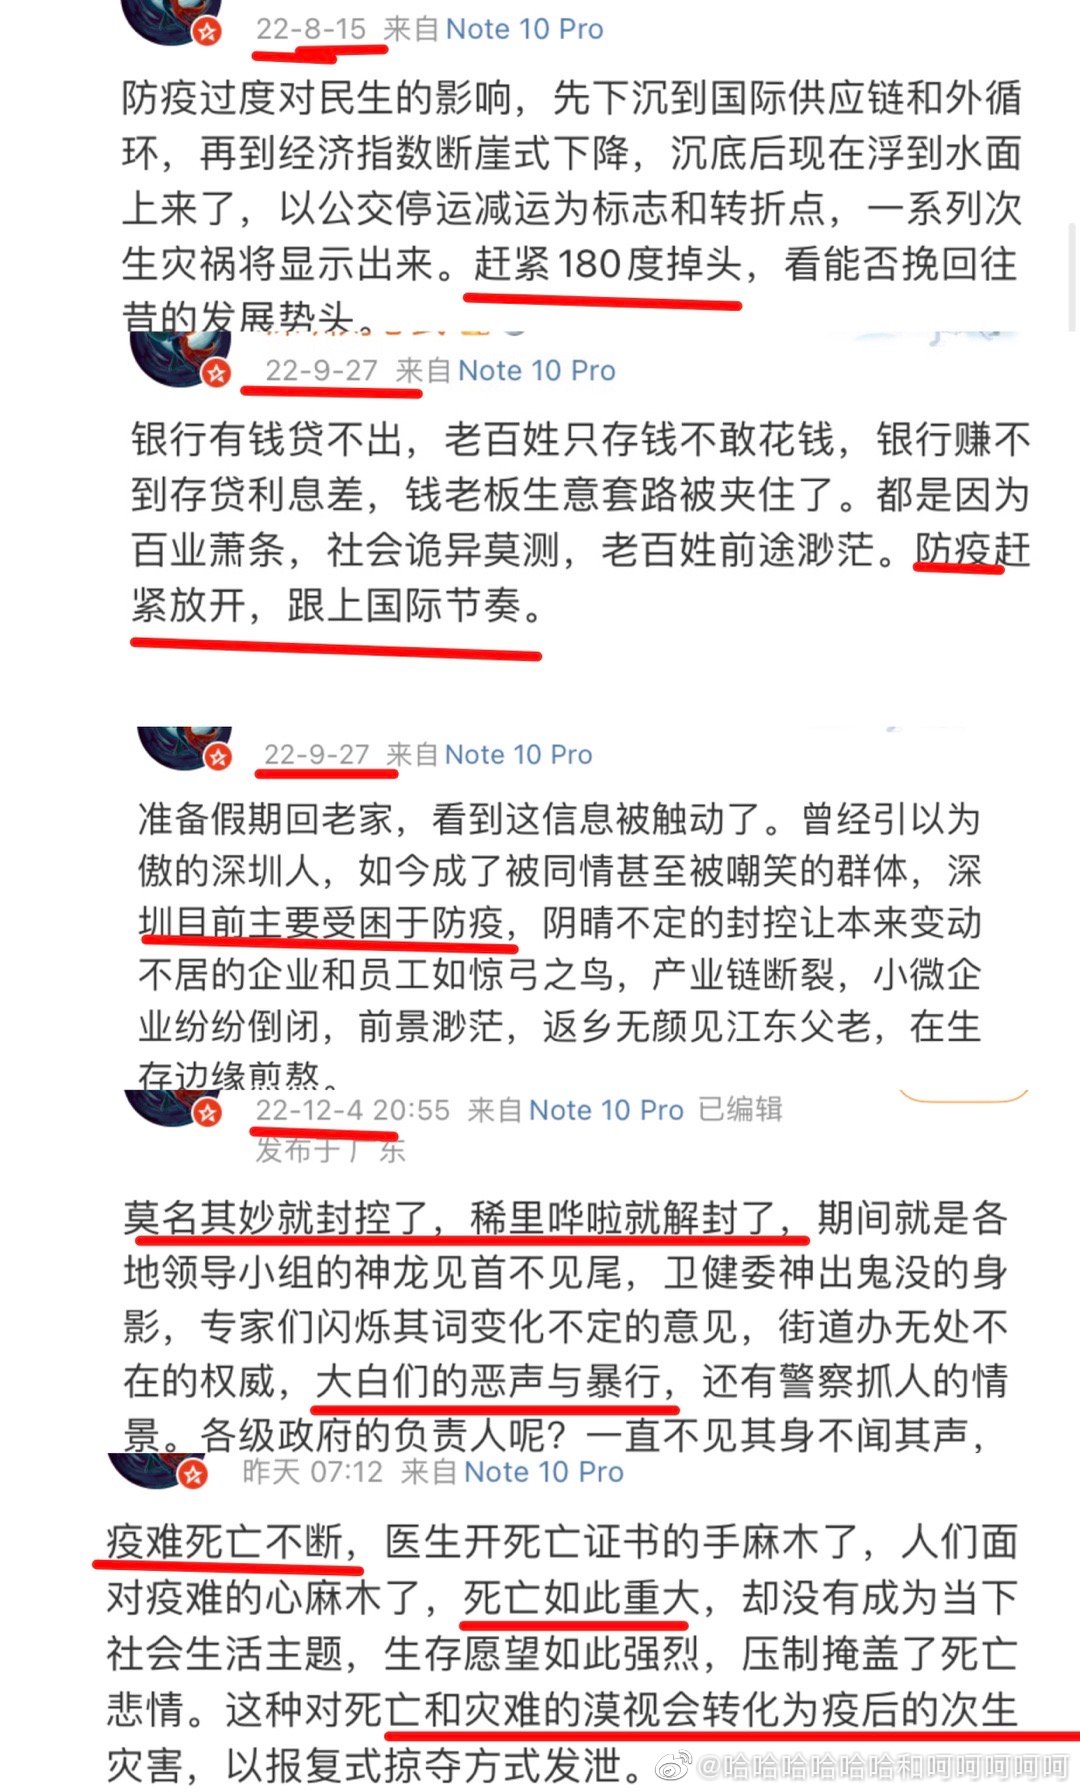 22-8-15 来自 Note 10 Pro
防疫过度对民生的影响，先下沉到国际供应链和外循
环，再到经济指数断崖式下降，沉底后现在浮到水面
上来了，以公交停运减运为标志和转折点，一系列次
生灾祸将显示出来。赶紧180度掉头，看能否挽回往
昔的发展势头。
22-9-27 来自 Note 10 Pro
银行有钱贷不出，老百姓只存钱不敢花钱，银行赚不
到存贷利息差，钱老板生意套路被夹住了。都是因为
百业萧条，社会诡异莫测，老百姓前途渺茫。防疫赶
紧放开，跟上国际节奏。
22-9-27 来自 Note 10 Pro
准备假期回老家，看到这信息被触动了。曾经引以为
傲的深圳人，如今成了被同情甚至被嘲笑的群体，深
圳目前主要受困于防疫，阴晴不定的封控让本来变动
不居的企业和员工如惊弓之鸟，产业链断裂，小微企
业纷纷倒闭，前景渺茫，返乡无颜见江东父老，在生
存边缘煎熬。
22-12-4 20:55 来自 Note 10 Pro 已编辑
发布于 广东
莫名其妙就封控了，稀里哗啦就解封了，期间就是各
地领导小组的神龙见首不见尾，卫健委神出鬼没的身
影，专家们闪烁其词变化不定的意见，街道办无处不
在的权威，大白们的恶声与暴行，还有警察抓人的情
景。各级政府的负责人呢？一直不见其身不闻其声，
昨天 07:12 来自 Note 10 Pro
疫难死亡不断，医生开死亡证书的手麻木了，人们面
对疫难的心麻木了，死亡如此重大，却没有成为当下
社会生活主题，生存愿望如此强烈，压制掩盖了死亡
悲情。这种对死亡和灾难的漠视会转化为疫后的次生
灾害，以报复式掠夺方式发泄。
@哈哈哈哈哈哈和呵呵呵呵呵